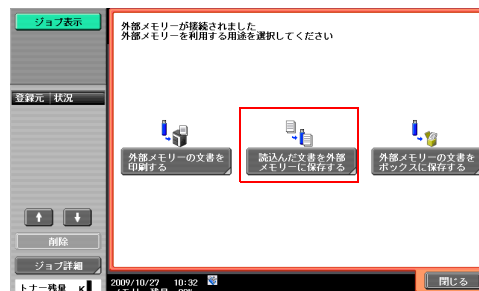 ジョブ表示
外部メモリーが接続されました
外部メモリーを利用する用途を選択してください
登録元 状況
外部メモリーの文書を
印刷する
読込んだ文書を外部
メモリーに保存する
外部メモリーの文書を
ボックスに保存する
削除
ジョブ詳細
トナー残量 K
2009/10/27 10:32
閉じる